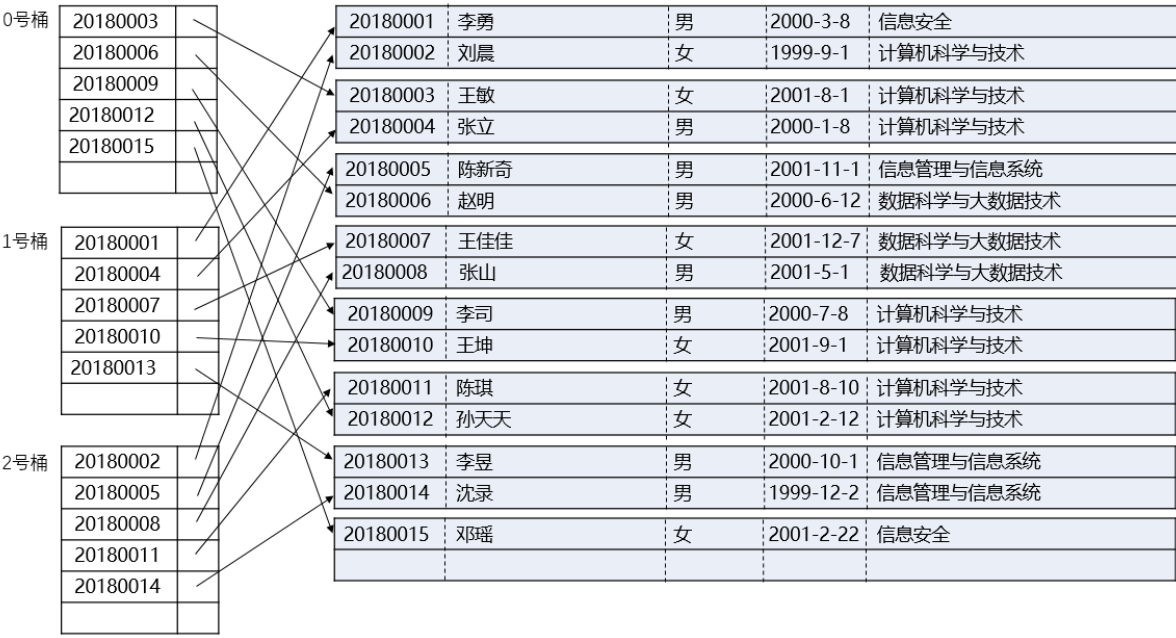 0号桶
20180003
20180006
20180009
20180012
20180015
1号桶
20180001
20180004
20180007
20180010
20180013
2号桶
20180002
20180005
20180008
20180011
20180014
20180001 李勇 男 2000-3-8 信息安全
20180002 刘晨 女 1999-9-1 计算机科学与技术
20180003 王敏 女 2001-8-1 计算机科学与技术
20180004 张立 男 2000-1-8 计算机科学与技术
20180005 陈新奇 男 2001-11-1 信息管理与信息系统
20180006 赵明 男 2000-6-12 数据科学与大数据技术
20180007 王佳佳 女 2001-12-7 数据科学与大数据技术
20180008 张山 男 2001-5-1 数据科学与大数据技术
20180009 李司 男 2000-7-8 计算机科学与技术
20180010 王坤 女 2001-9-1 计算机科学与技术
20180011 陈琪 女 2001-8-10 计算机科学与技术
20180012 孙天天 女 2001-2-12 计算机科学与技术
20180013 李昱 男 2000-10-1 信息管理与信息系统
20180014 沈录 男 1999-12-2 信息管理与信息系统
20180015 邓瑶 女 2001-2-22 信息安全